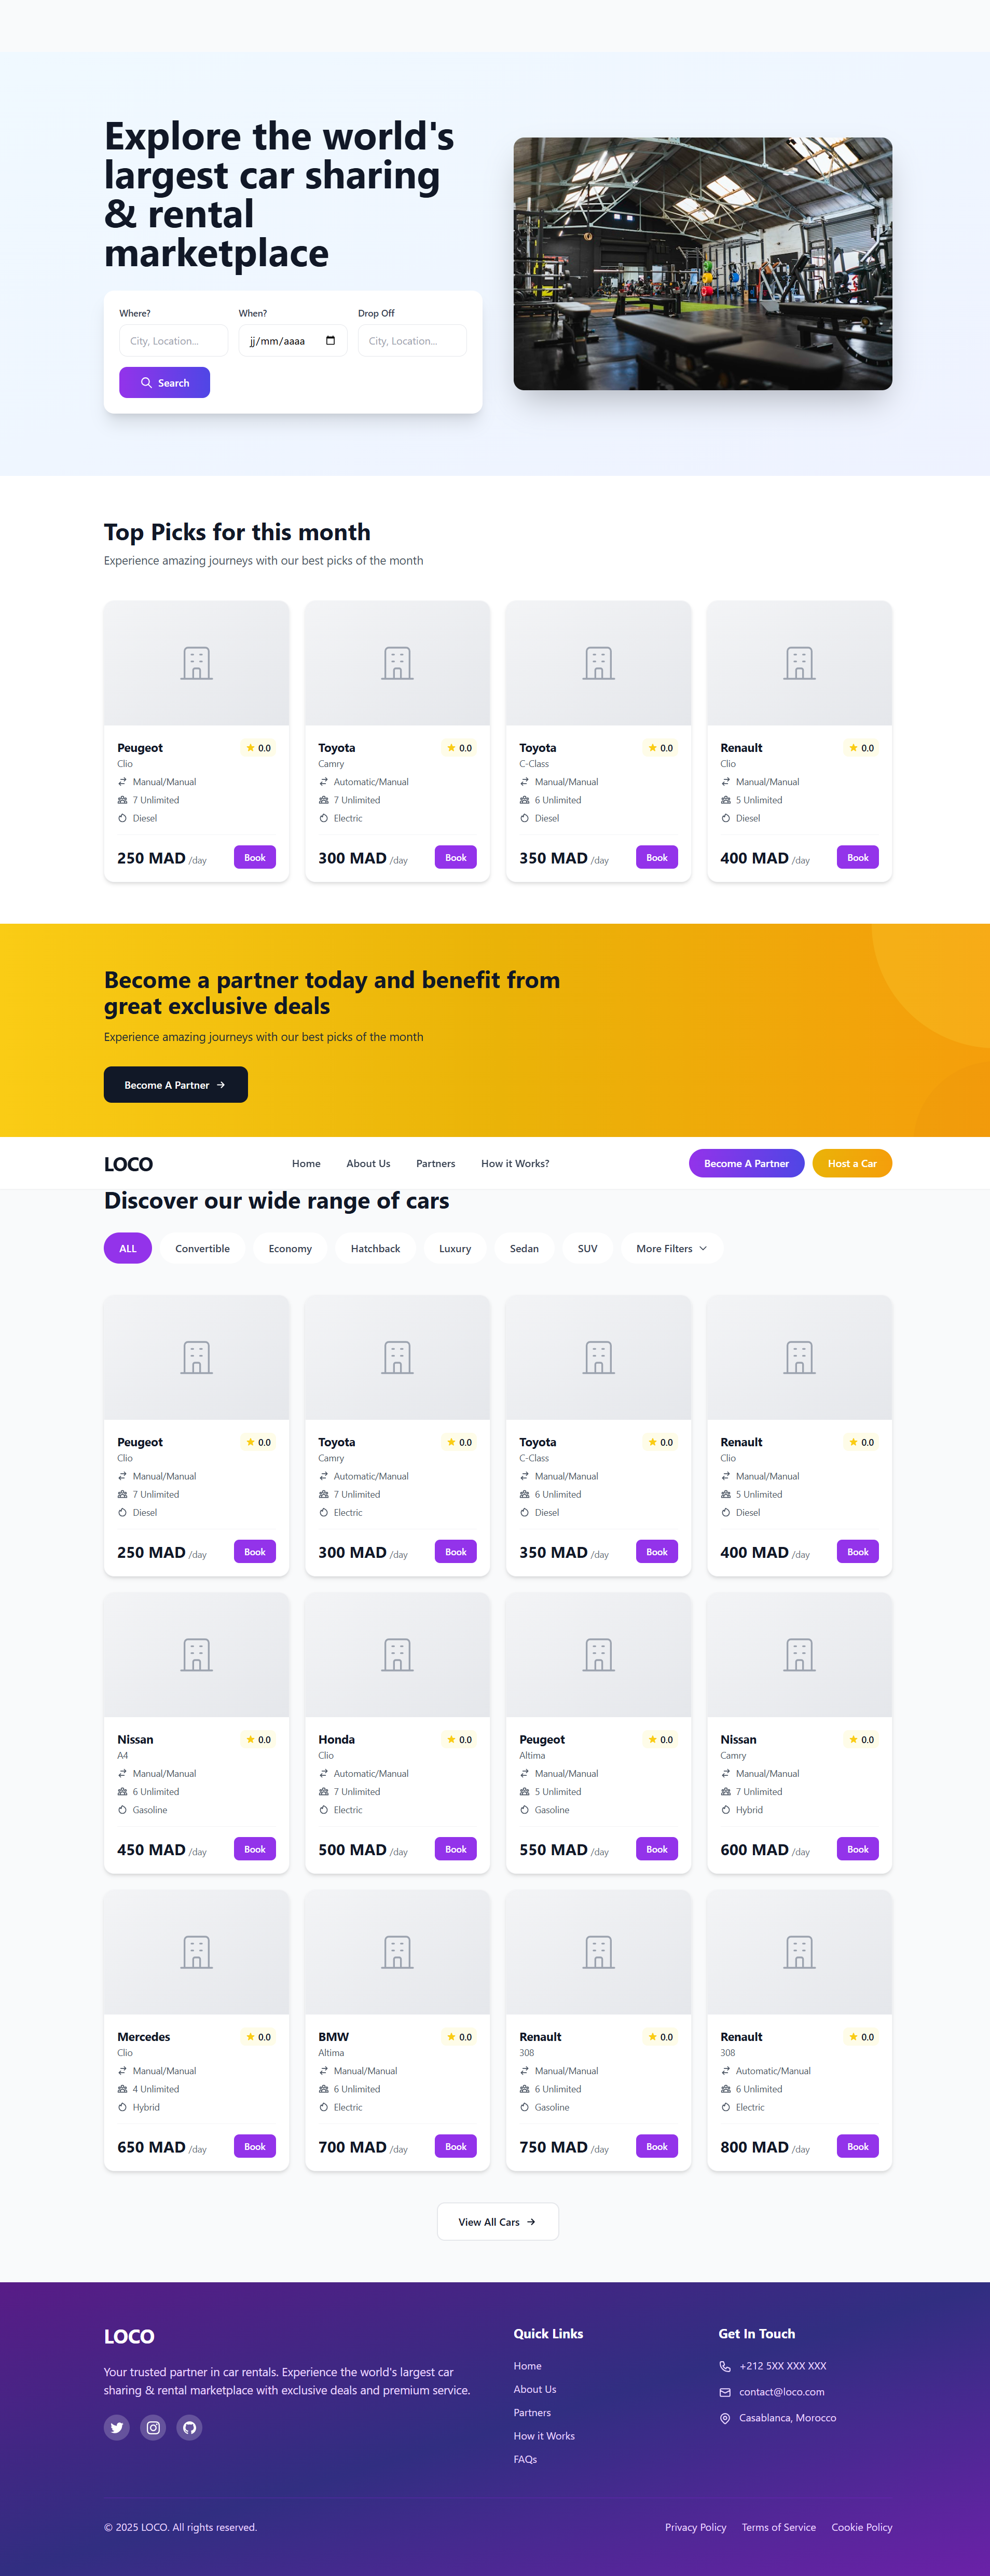 Explore the world's
largest car sharing
& rental
marketplace
Where?
When?
Drop Off
City, Location...
jj/mm/aaaa
City, Location...
Search
Top Picks for this month
Experience amazing journeys with our best picks of the month
Peugeot
0.0
Clio
Manual/Manual
7 Unlimited
Diesel
250 MAD /day
Book
Toyota
0.0
Camry
Automatic/Manual
7 Unlimited
Electric
300 MAD /day
Book
Toyota
0.0
C-Class
Manual/Manual
6 Unlimited
Diesel
350 MAD /day
Book
Renault
0.0
Clio
Manual/Manual
5 Unlimited
Diesel
400 MAD /day
Book
Become a partner today and benefit from
great exclusive deals
Experience amazing journeys with our best picks of the month
Become A Partner
LOCO
Home
About Us
Partners
How it Works?
Become A Partner
Host a Car
Discover our wide range of cars
ALL
Convertible
Economy
Hatchback
Luxury
Sedan
SUV
More Filters
Peugeot
0.0
Clio
Manual/Manual
7 Unlimited
Diesel
250 MAD /day
Book
Toyota
0.0
Camry
Automatic/Manual
7 Unlimited
Electric
300 MAD /day
Book
Toyota
0.0
C-Class
Manual/Manual
6 Unlimited
Diesel
350 MAD /day
Book
Renault
0.0
Clio
Manual/Manual
5 Unlimited
Diesel
400 MAD /day
Book
Nissan
0.0
A4
Manual/Manual
6 Unlimited
Gasoline
450 MAD /day
Book
Honda
0.0
Clio
Automatic/Manual
7 Unlimited
Electric
500 MAD /day
Book
Peugeot
0.0
Altima
Manual/Manual
5 Unlimited
Gasoline
550 MAD /day
Book
Nissan
0.0
Camry
Manual/Manual
7 Unlimited
Hybrid
600 MAD /day
Book
Mercedes
0.0
Clio
Manual/Manual
4 Unlimited
Hybrid
650 MAD /day
Book
BMW
0.0
Altima
Manual/Manual
6 Unlimited
Electric
700 MAD /day
Book
Renault
0.0
308
Manual/Manual
6 Unlimited
Gasoline
750 MAD /day
Book
Renault
0.0
308
Automatic/Manual
6 Unlimited
Electric
800 MAD /day
Book
View All Cars
LOCO
Your trusted partner in car rentals. Experience the world's largest car
sharing & rental marketplace with exclusive deals and premium service.
Quick Links
Home
About Us
Partners
How it Works
FAQs
Get In Touch
+212 5XX XXX XXX
contact@loco.com
Casablanca, Morocco
© 2025 LOCO. All rights reserved.
Privacy Policy
Terms of Service
Cookie Policy